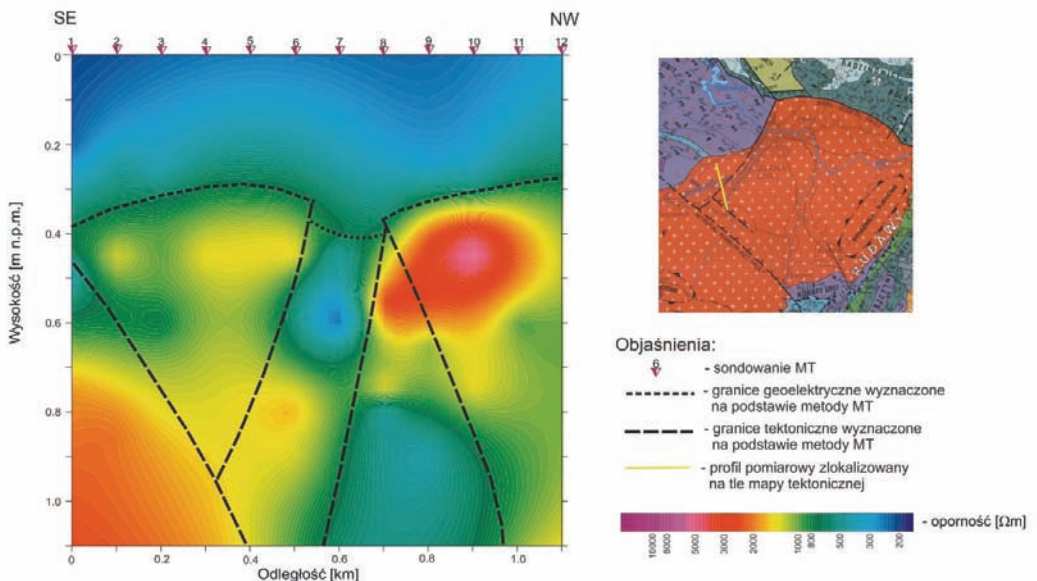 SE
NW
1 2 3 4 5 6 7 8 9 10 11 12
0
0.2
0.4
0.6
0.8
1.0
Wysokość [m n.p.m.]
0 0.2 0.4 0.6 0.8 1.0
Odległość [km]
RUDAWY
Objaśnienia:
6
- sondowanie MT
- granice geoelektryczne wyznaczone
na podstawie metody MT
- granice tektoniczne wyznaczone
na podstawie metody MT
- profil pomiarowy zlokalizowany
na tle mapy tektonicznej
- oporność [Ωm]
10000 8000 5000 3000 2000 1000 800 500 300 200